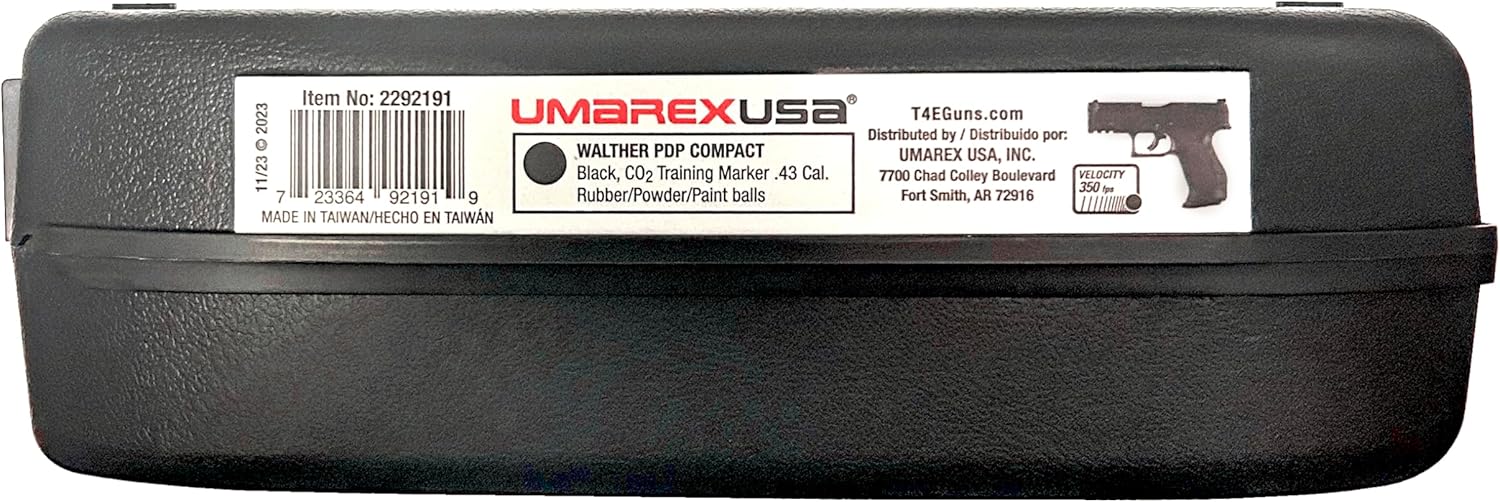 Item No: 2292191
11/23 © 2023
7 23364 92191 9
MADE IN TAIWAN/HECHO EN TAIWÁN
UMAREXUSA®
WALTHER PDP COMPACT
Black, CO2 Training Marker .43 Cal.
Rubber/Powder/Paint balls
T4EGuns.com
Distributed by / Distribuido por:
UMAREX USA, INC.
7700 Chad Colley Boulevard
Fort Smith, AR 72916
VELOCITY
350 fps